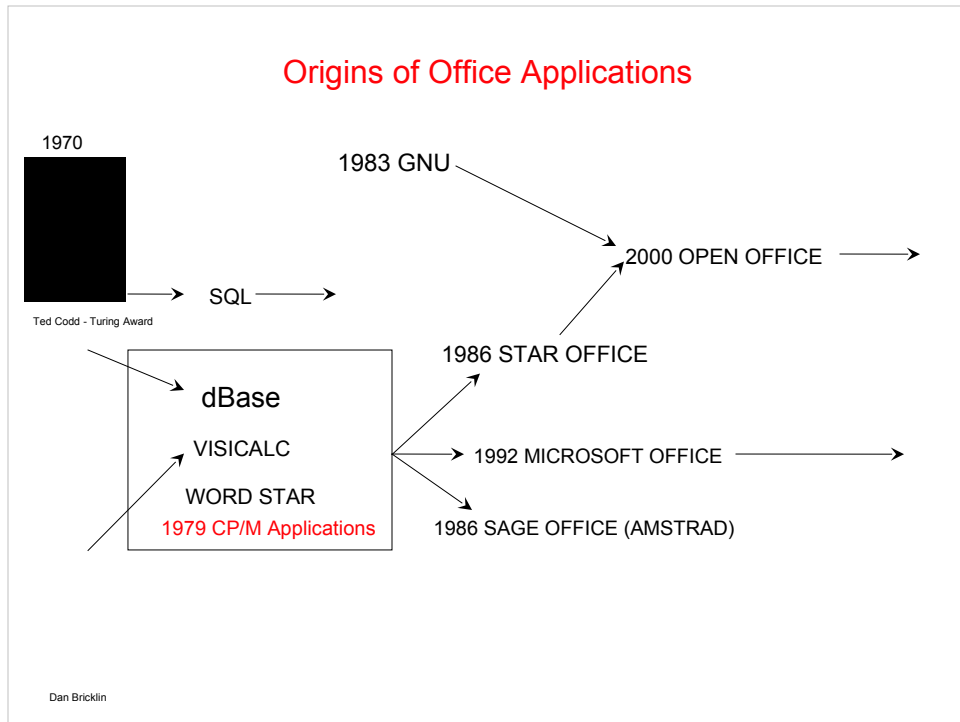 Origins of Office Applications
1970
1983 GNU
2000 OPEN OFFICE
SQL
Ted Codd - Turing Award
1986 STAR OFFICE
dBase
VISICALC
1992 MICROSOFT OFFICE
WORD STAR
1979 CP/M Applications
1986 SAGE OFFICE (AMSTRAD)
Dan Bricklin